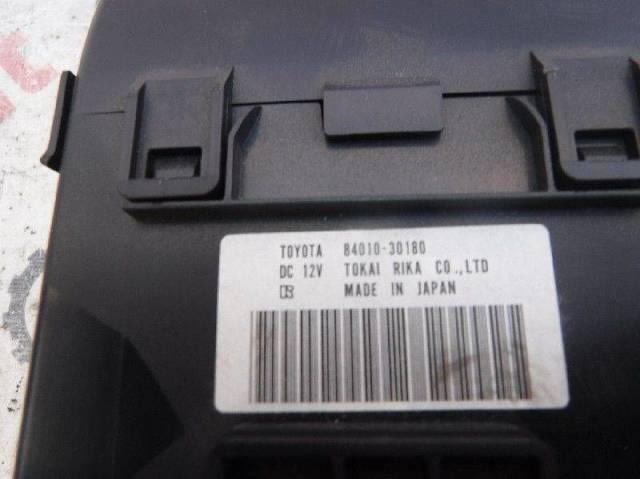 TOYOTA 84010-30180
DC 12V TOKAI RIKA CO.,LTD
MADE IN JAPAN